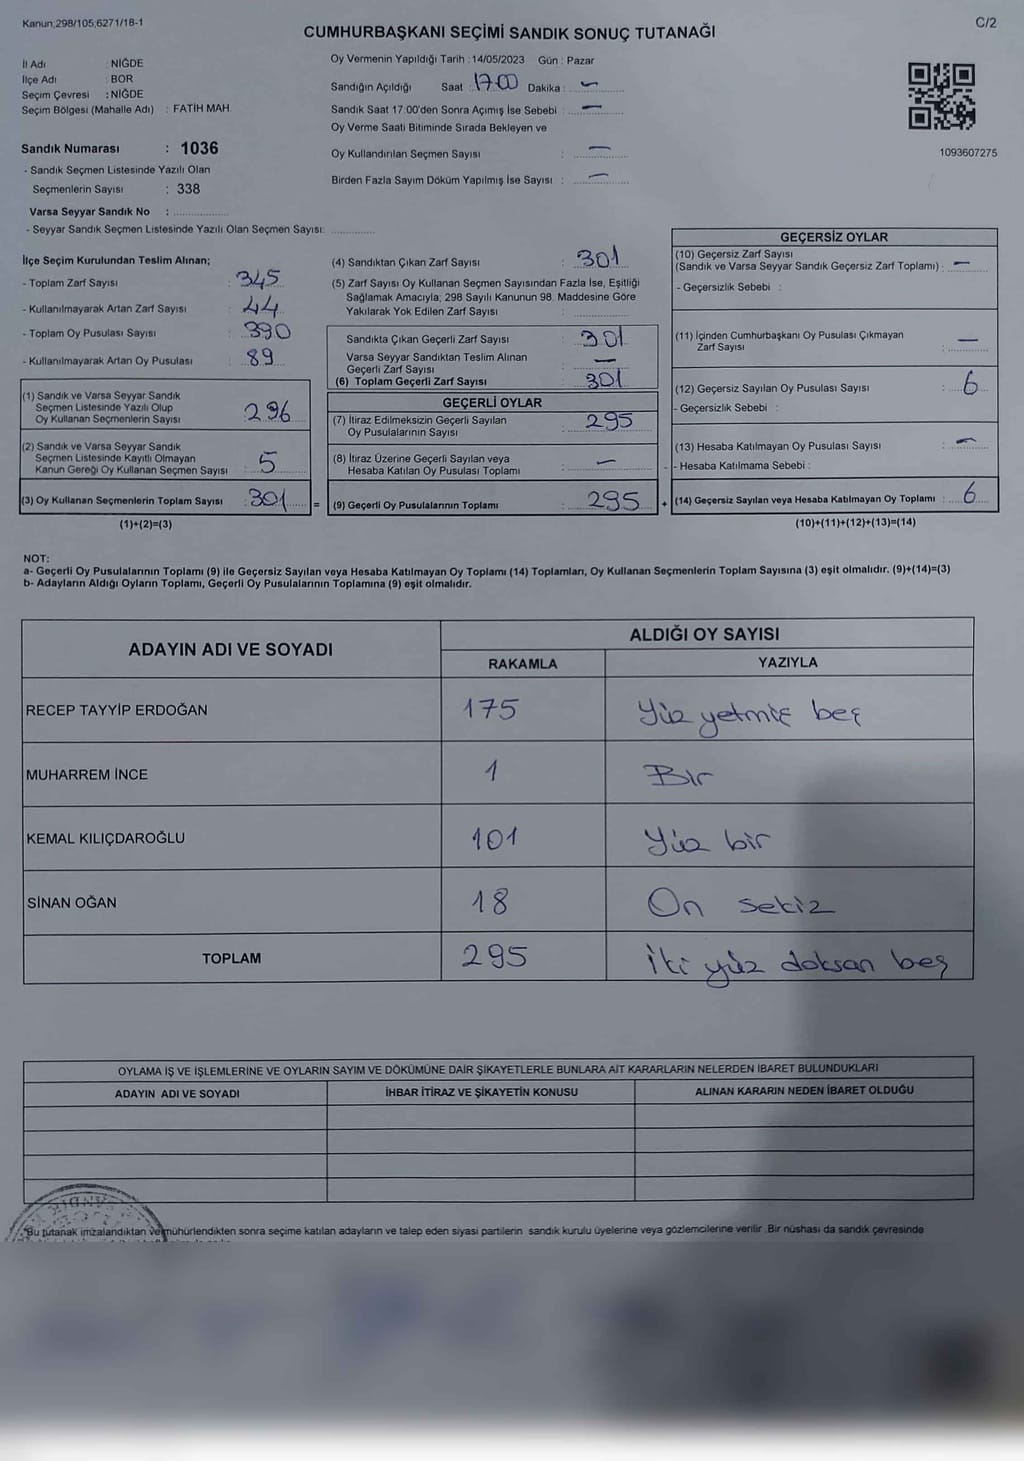 Kanun;298/105;6271/18-1
C/2
CUMHURBAŞKANI SEÇİMİ SANDIK SONUÇ TUTANAĞI
İl Adı : NİĞDE
İlçe Adı : BOR
Seçim Çevresi : NİĞDE
Seçim Bölgesi (Mahalle Adı) : FATİH MAH.
Sandık Numarası : 1036
- Sandık Seçmen Listesinde Yazılı Olan
Seçmenlerin Sayısı : 338
Varsa Seyyar Sandık No : ..................
- Seyyar Sandık Seçmen Listesinde Yazılı Olan Seçmen Sayısı: ..............
Oy Vermenin Yapıldığı Tarih : 14/05/2023 Gün : Pazar
Sandığın Açıldığı Saat : 17.00 Dakika : —
Sandık Saat 17:00'den Sonra Açımış İse Sebebi : —
Oy Verme Saati Bitiminde Sırada Bekleyen ve
Oy Kullandırılan Seçmen Sayısı : —
Birden Fazla Sayım Döküm Yapılmış İse Sayısı : —
1093607275
İlçe Seçim Kurulundan Teslim Alınan;
- Toplam Zarf Sayısı : 345
- Kullanılmayarak Artan Zarf Sayısı : 44
- Toplam Oy Pusulası Sayısı : 390
- Kullanılmayarak Artan Oy Pusulası : 89
(1) Sandık ve Varsa Seyyar Sandık
Seçmen Listesinde Yazılı Olup
Oy Kullanan Seçmenlerin Sayısı : 296
(2) Sandık ve Varsa Seyyar Sandık
Seçmen Listesinde Kayıtlı Olmayan
Kanun Gereği Oy Kullanan Seçmen Sayısı : 5
(3) Oy Kullanan Seçmenlerin Toplam Sayısı : 301 =
(1)+(2)=(3)
(4) Sandıktan Çıkan Zarf Sayısı : 301
(5) Zarf Sayısı Oy Kullanan Seçmen Sayısından Fazla İse, Eşitliği
Sağlamak Amacıyla; 298 Sayılı Kanunun 98. Maddesine Göre
Yakılarak Yok Edilen Zarf Sayısı : ..............
Sandıkta Çıkan Geçerli Zarf Sayısı : 301
Varsa Seyyar Sandıktan Teslim Alınan
Geçerli Zarf Sayısı : —
(6) Toplam Geçerli Zarf Sayısı : 301
GEÇERLİ OYLAR
(7) İtiraz Edilmeksizin Geçerli Sayılan
Oy Pusulalarının Sayısı : 295
(8) İtiraz Üzerine Geçerli Sayılan veya
Hesaba Katılan Oy Pusulası Toplamı : —
(9) Geçerli Oy Pusulalarının Toplamı : 295 +
GEÇERSİZ OYLAR
(10) Geçersiz Zarf Sayısı
(Sandık ve Varsa Seyyar Sandık Geçersiz Zarf Toplamı) : —
- Geçersizlik Sebebi :
(11) İçinden Cumhurbaşkanı Oy Pusulası Çıkmayan
Zarf Sayısı : —
(12) Geçersiz Sayılan Oy Pusulası Sayısı : 6
- Geçersizlik Sebebi :
(13) Hesaba Katılmayan Oy Pusulası Sayısı : —
- Hesaba Katılmama Sebebi :
(14) Geçersiz Sayılan veya Hesaba Katılmayan Oy Toplamı : 6
(10)+(11)+(12)+(13)=(14)
NOT:
a- Geçerli Oy Pusulalarının Toplamı (9) ile Geçersiz Sayılan veya Hesaba Katılmayan Oy Toplamı (14) Toplamları, Oy Kullanan Seçmenlerin Toplam Sayısına (3) eşit olmalıdır. (9)+(14)=(3)
b- Adayların Aldığı Oyların Toplamı, Geçerli Oy Pusulalarının Toplamına (9) eşit olmalıdır.
ADAYIN ADI VE SOYADI
ALDIĞI OY SAYISI
RAKAMLA YAZIYLA
RECEP TAYYİP ERDOĞAN 175 Yüz yetmiş beş
MUHARREM İNCE 1 Bir
KEMAL KILIÇDAROĞLU 101 Yüz bir
SİNAN OĞAN 18 On sekiz
TOPLAM 295 İki yüz doksan beş
OYLAMA İŞ VE İŞLEMLERİNE VE OYLARIN SAYIM VE DÖKÜMÜNE DAİR ŞİKAYETLERLE BUNLARA AİT KARARLARIN NELERDEN İBARET BULUNDUKLARI
ADAYIN ADI VE SOYADI İHBAR İTİRAZ VE ŞİKAYETİN KONUSU ALINAN KARARIN NEDEN İBARET OLDUĞU
Bu tutanak imzalandıktan ve mühürlendikten sonra seçime katılan adayların ve talep eden siyasi partilerin sandık kurulu üyelerine veya gözlemcilerine verilir .Bir nüshası da sandık çevresinde